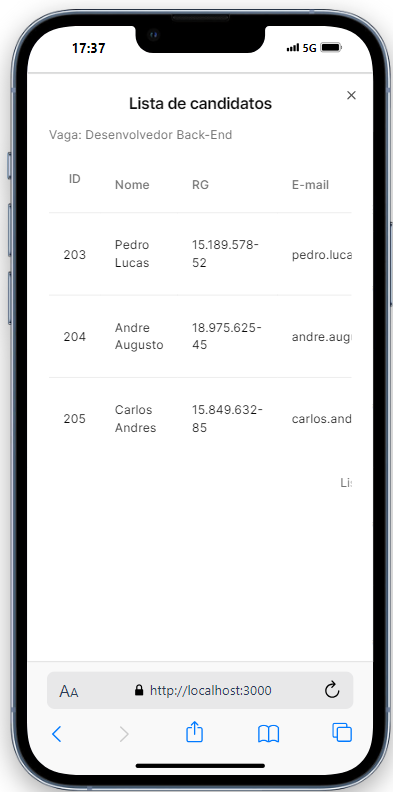 17:37 5G
×
Lista de candidatos
Vaga: Desenvolvedor Back-End
ID Nome RG E-mail
203 Pedro Lucas 15.189.578-52 pedro.luca
204 Andre Augusto 18.975.625-45 andre.aug
205 Carlos Andres 15.849.632-85 carlos.and
Lis
AA http://localhost:3000